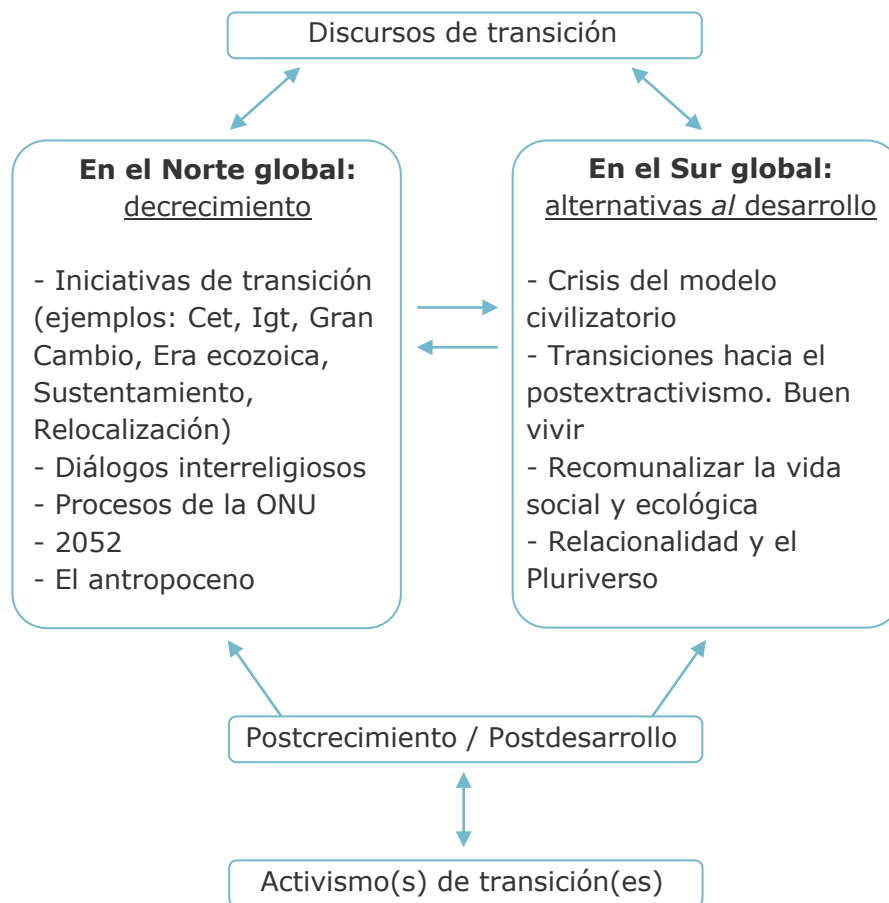 Discursos de transición
En el Norte global:
decrecimiento
- Iniciativas de transición
(ejemplos: Cet, Igt, Gran
Cambio, Era ecozoica,
Sustentamiento,
Relocalización)
- Diálogos interreligiosos
- Procesos de la ONU
- 2052
- El antropoceno
En el Sur global:
alternativas al desarrollo
- Crisis del modelo
civilizatorio
- Transiciones hacia el
postextractivismo. Buen
vivir
- Recomunalizar la vida
social y ecológica
- Relacionalidad y el
Pluriverso
Postcrecimiento / Postdesarrollo
Activismo(s) de transición(es)